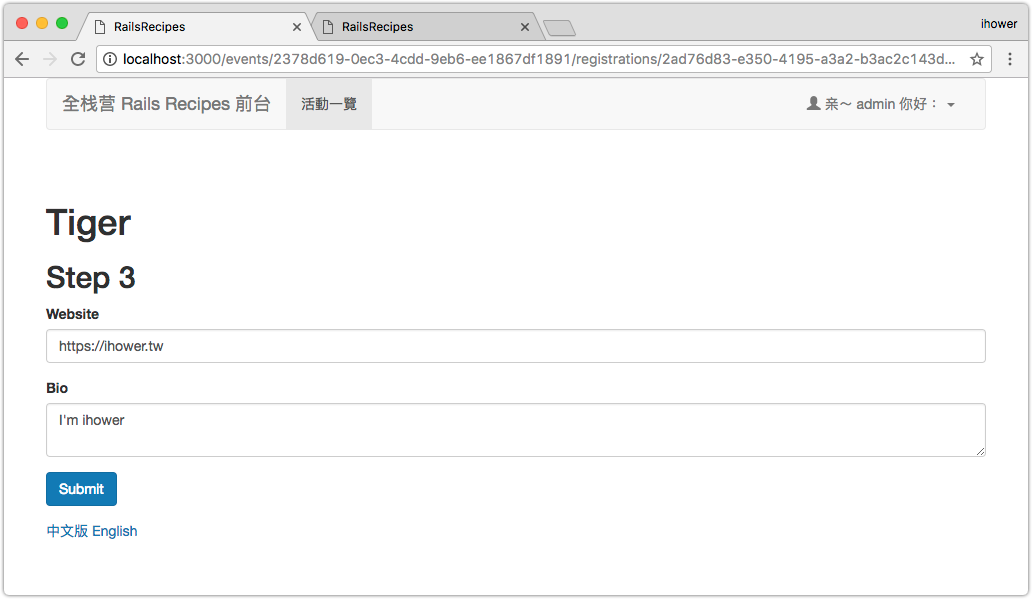 RailsRecipes
RailsRecipes
ihower
localhost:3000/events/2378d619-0ec3-4cdd-9eb6-ee1867df1891/registrations/2ad76d83-e350-4195-a3a2-b3ac2c143d...
全栈营 Rails Recipes 前台
活動一覽
亲～ admin 你好：
Tiger
Step 3
Website
https://ihower.tw
Bio
I'm ihower
Submit
中文版 English